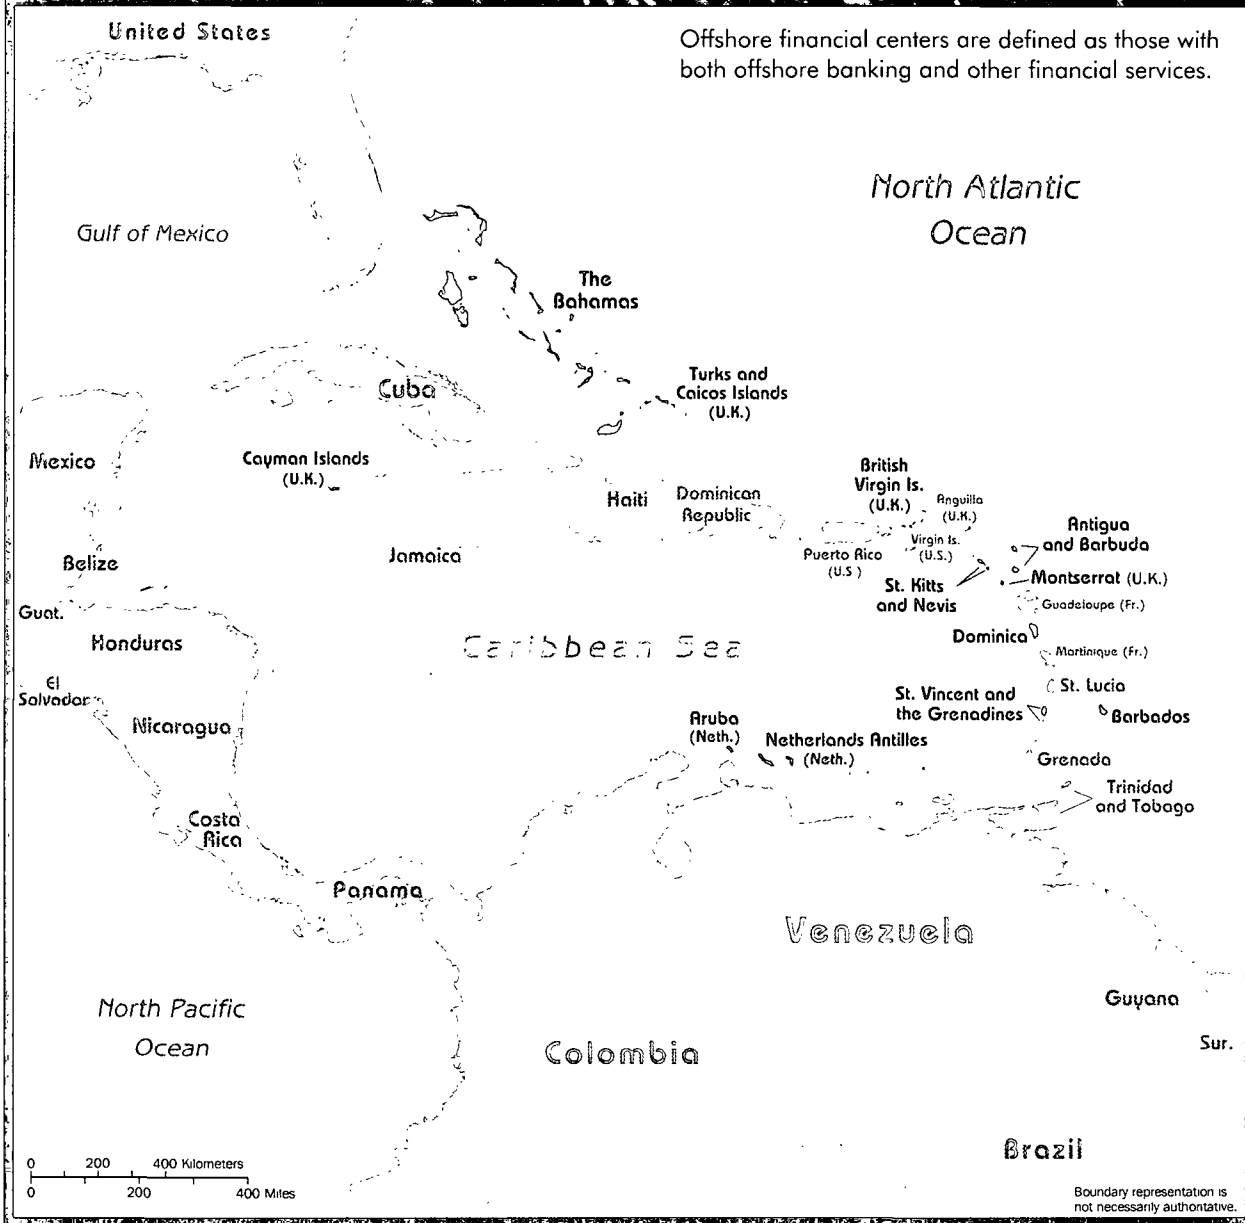 United States
Offshore financial centers are defined as those with
both offshore banking and other financial services.
North Atlantic
Ocean
Gulf of Mexico
The
Bahamas
Turks and
Caicos Islands
(U.K.)
Cuba
Mexico
Cayman Islands
(U.K.)
British
Virgin Is.
(U.K.)
Anguilla
(U.K.)
Haiti
Dominican
Republic
Antigua
and Barbuda
Puerto Rico
(U.S )
Virgin Is.
(U.S.)
Jamaica
Belize
St. Kitts
and Nevis
Montserrat (U.K.)
Guat.
Guadeloupe (Fr.)
Honduras
Caribbean Sea
Dominica
Martinique (Fr.)
El
Salvador
St. Lucia
St. Vincent and
the Grenadines
Barbados
Nicaragua
Aruba
(Neth.)
Netherlands Antilles
(Neth.)
Grenada
Trinidad
and Tobago
Costa
Rica
Panama
Venezuela
Guyana
North Pacific
Ocean
Colombia
Sur.
Brazil
0 200 400 Kilometers
0 200 400 Miles
Boundary representation is
not necessarily authoritative.